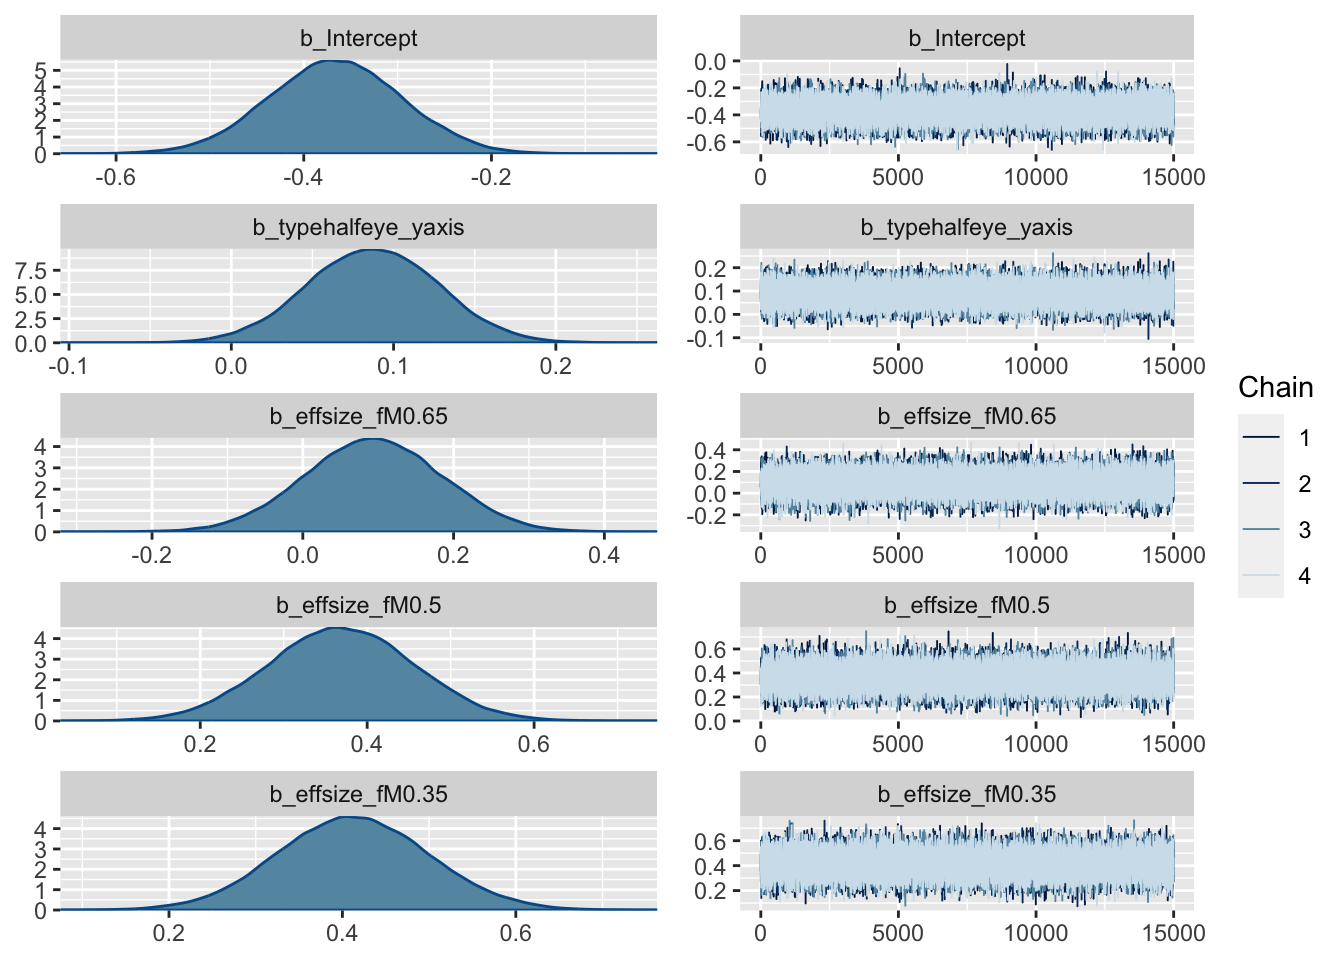 b_Intercept
5
4
3
2
1
0
-0.6 -0.4 -0.2
b_Intercept
0.0
-0.2
-0.4
-0.6
0 5000 10000 15000
b_typehalfeye_yaxis
7.5
5.0
2.5
0.0
-0.1 0.0 0.1 0.2
b_typehalfeye_yaxis
0.2
0.1
0.0
-0.1
0 5000 10000 15000
b_effsize_fM0.65
4
3
2
1
0
-0.2 0.0 0.2 0.4
b_effsize_fM0.65
0.4
0.2
0.0
-0.2
0 5000 10000 15000
b_effsize_fM0.5
4
3
2
1
0
0.2 0.4 0.6
b_effsize_fM0.5
0.6
0.4
0.2
0.0
0 5000 10000 15000
b_effsize_fM0.35
4
3
2
1
0
0.2 0.4 0.6
b_effsize_fM0.35
0.6
0.4
0.2
0 5000 10000 15000
Chain
1
2
3
4